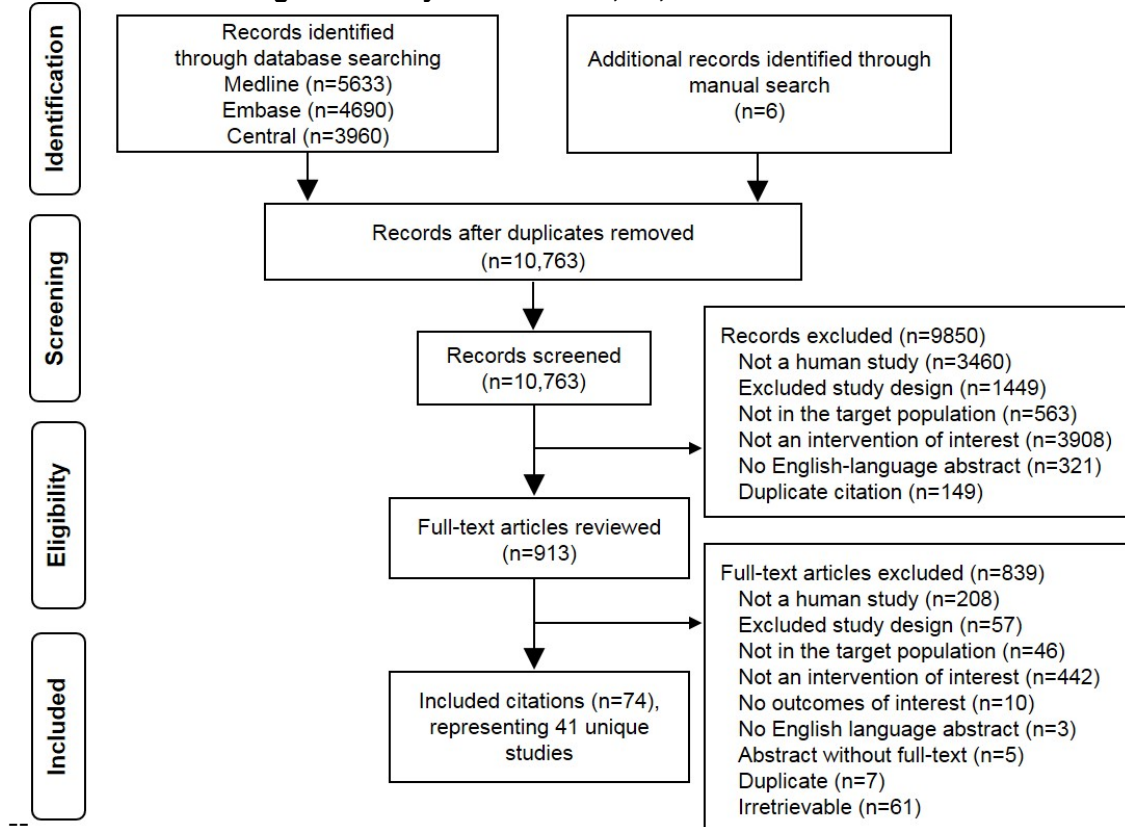 Identification
Records identified
through database searching
Medline (n=5633)
Embase (n=4690)
Central (n=3960)
Additional records identified through
manual search
(n=6)
Screening
Records after duplicates removed
(n=10,763)
Records screened
(n=10,763)
Records excluded (n=9850)
Not a human study (n=3460)
Excluded study design (n=1449)
Not in the target population (n=563)
Not an intervention of interest (n=3908)
No English-language abstract (n=321)
Duplicate citation (n=149)
Eligibility
Full-text articles reviewed
(n=913)
Full-text articles excluded (n=839)
Not a human study (n=208)
Excluded study design (n=57)
Not in the target population (n=46)
Not an intervention of interest (n=442)
No outcomes of interest (n=10)
No English language abstract (n=3)
Abstract without full-text (n=5)
Duplicate (n=7)
Irretrievable (n=61)
Included
Included citations (n=74),
representing 41 unique
studies
--